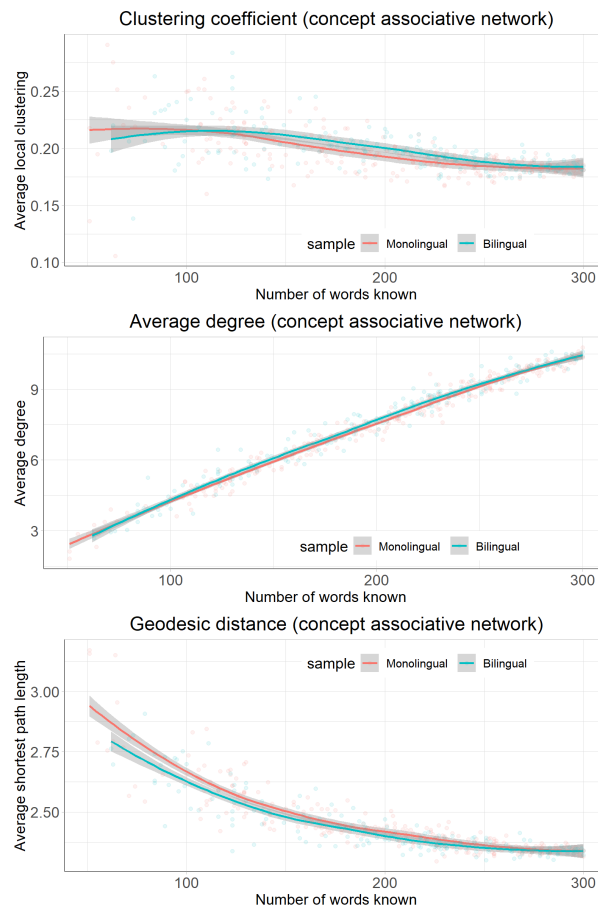 Clustering coefficient (concept associative network)
Average local clustering
0.25
0.20
0.15
0.10
sample Monolingual Bilingual
100 200 300
Number of words known
Average degree (concept associative network)
Average degree
9
6
3
sample Monolingual Bilingual
100 200 300
Number of words known
Geodesic distance (concept associative network)
Average shortest path length
sample Monolingual Bilingual
3.00
2.75
2.50
100 200 300
Number of words known